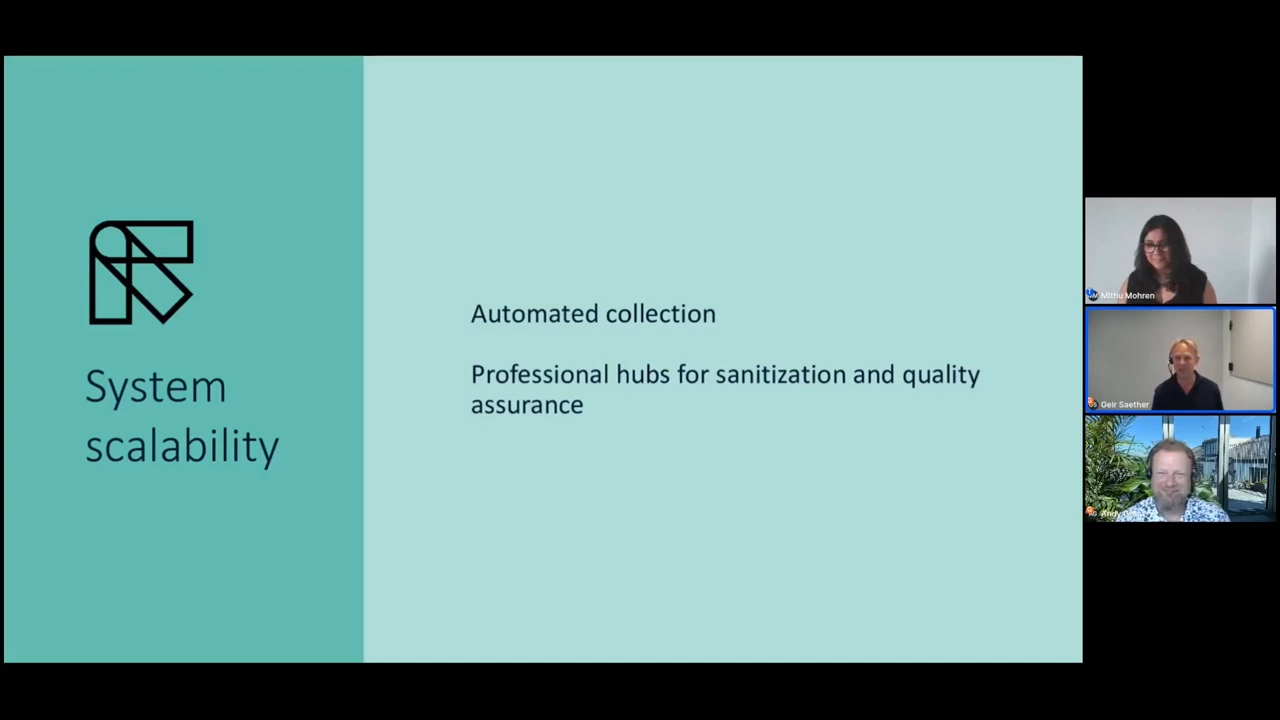 System
scalability
Automated collection
Professional hubs for sanitization and quality
assurance
Mithu Mohren
Geir Saether